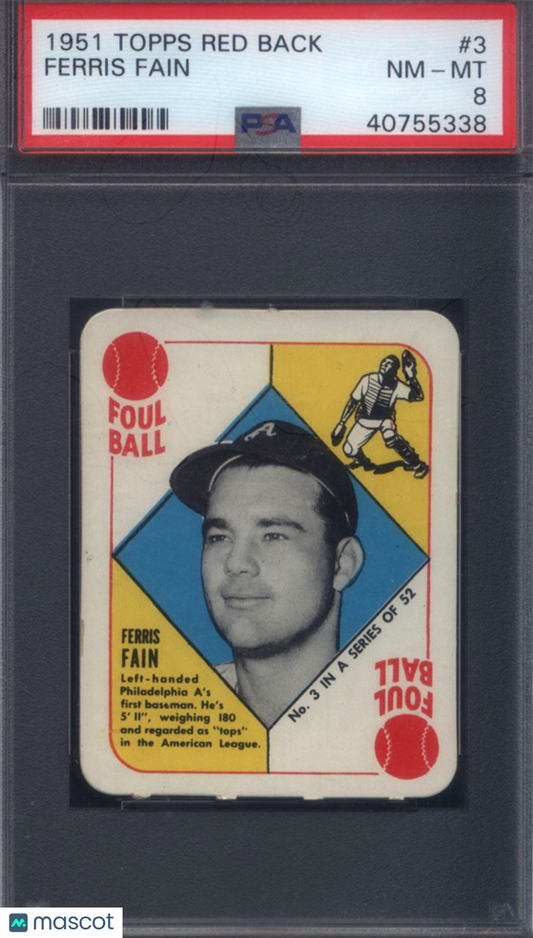 1951 TOPPS RED BACK #3
FERRIS FAIN NM – MT
8
PSA 40755338
FOUL
BALL
A
FERRIS
FAIN
Left-handed
Philadelphia A's
first baseman. He's
5' 11", weighing 180
and regarded as "tops"
in the American League.
No. 3 IN A SERIES OF 52
FOUL
BALL
mascot